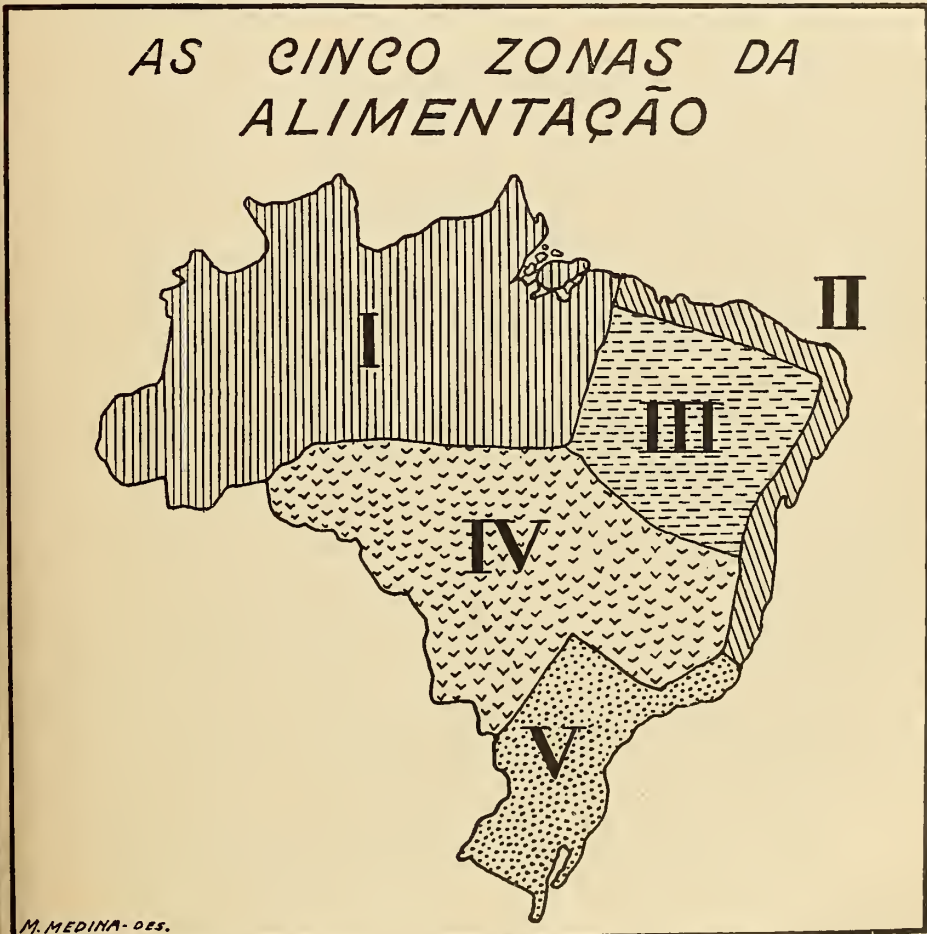 AS CINCO ZONAS DA
ALIMENTAÇÃO
II
I
III
IV
V
M. MEDINA-DES.